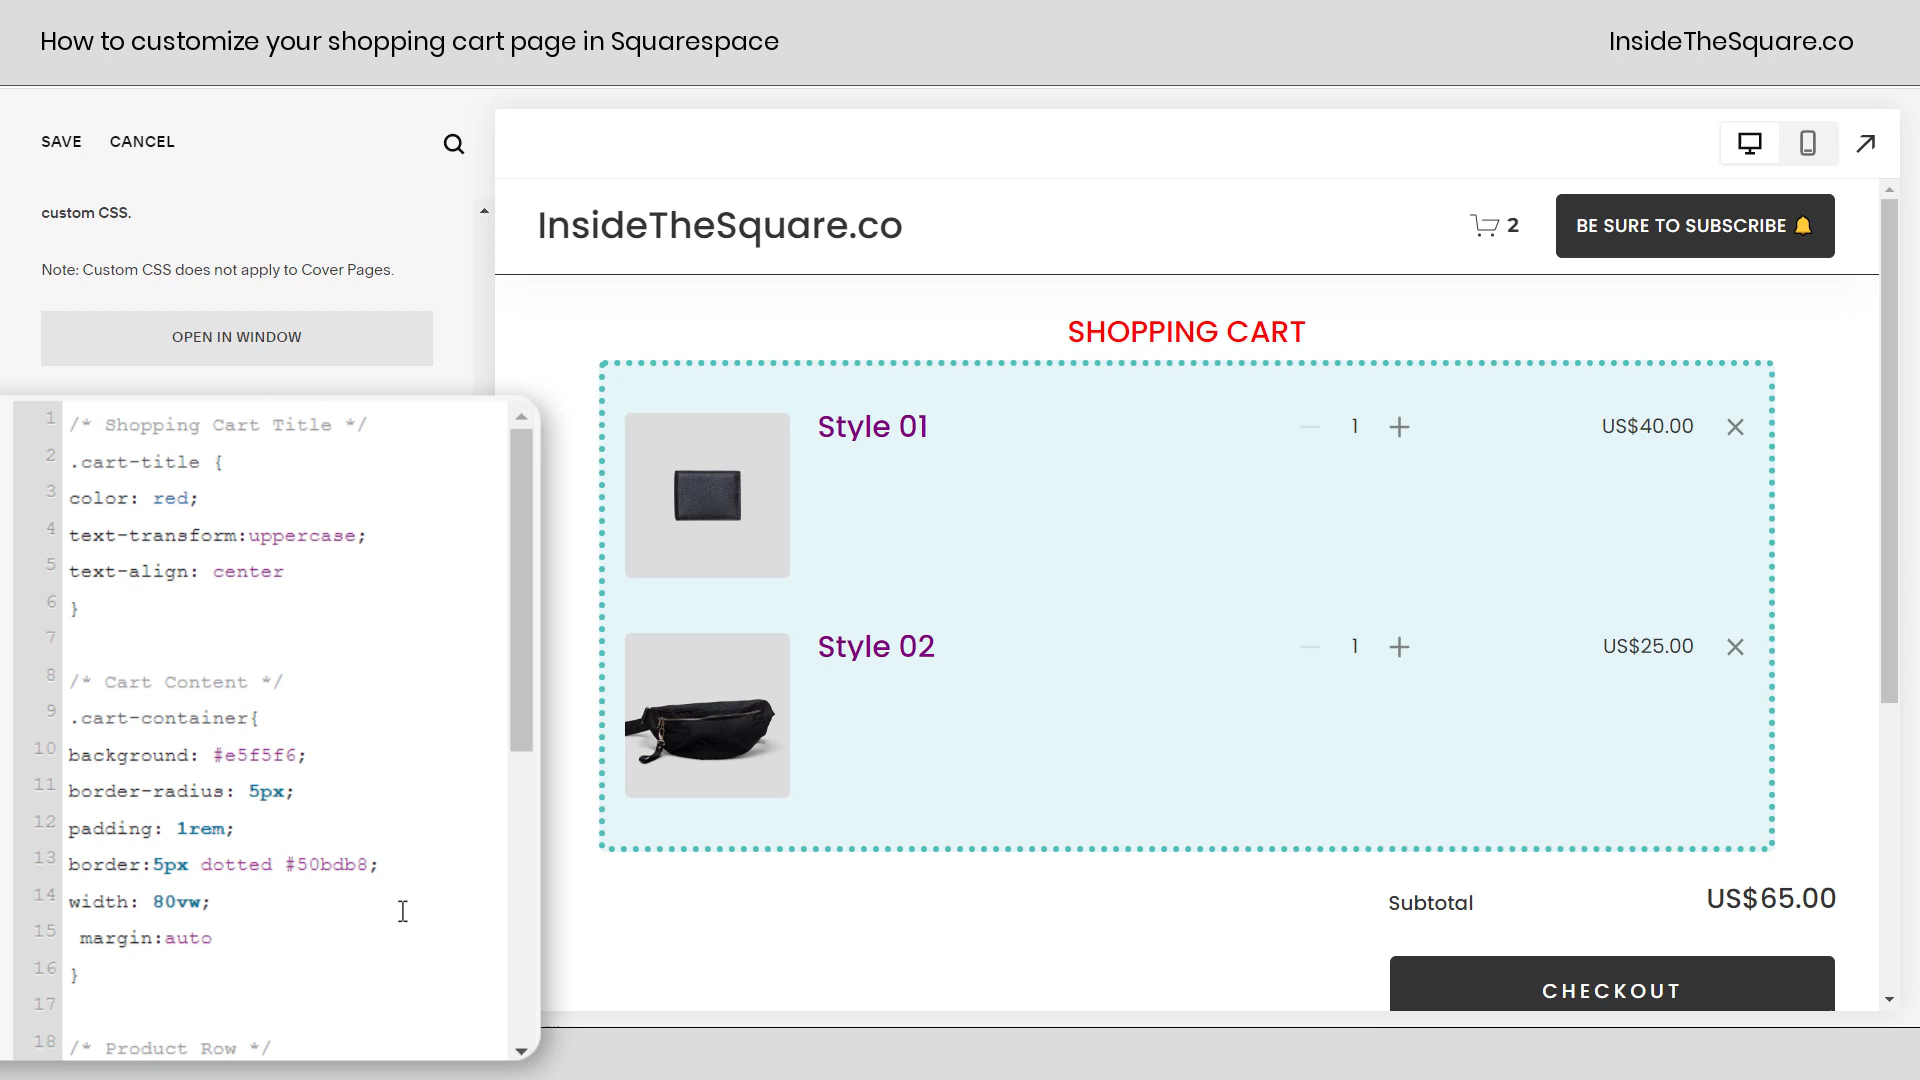 How to customize your shopping cart page in Squarespace
InsideTheSquare.co
SAVE CANCEL
custom CSS.
Note: Custom CSS does not apply to Cover Pages.
OPEN IN WINDOW
1 /* Shopping Cart Title */
2 .cart-title {
3 color: red;
4 text-transform:uppercase;
5 text-align: center
6 }
7
8 /* Cart Content */
9 .cart-container{
10 background: #e5f5f6;
11 border-radius: 5px;
12 padding: 1rem;
13 border:5px dotted #50bdb8;
14 width: 80vw;
15 margin:auto
16 }
17
18 /* Product Row */
InsideTheSquare.co
2
BE SURE TO SUBSCRIBE 🔔
SHOPPING CART
Style 01
1
US$40.00
Style 02
1
US$25.00
Subtotal
US$65.00
CHECKOUT